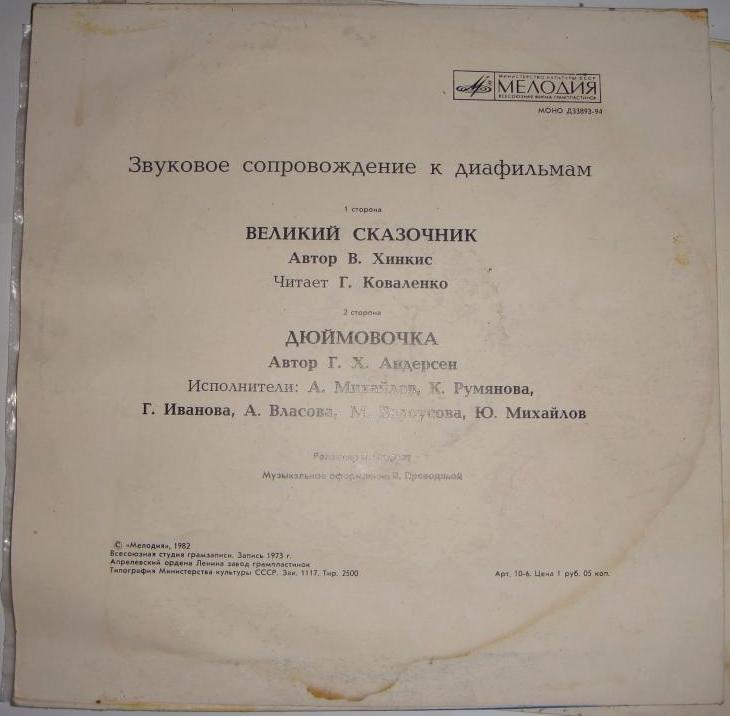 МИНИСТЕРСТВО КУЛЬТУРЫ СССР
МЕЛОДИЯ
ВСЕСОЮЗНАЯ ФИРМА ГРАМПЛАСТИНОК
МОНО Д33893-94
Звуковое сопровождение к диафильмам
1 сторона
ВЕЛИКИЙ СКАЗОЧНИК
Автор В. Хинкис
Читает Г. Коваленко
2 сторона
ДЮЙМОВОЧКА
Автор Г. Х. Андерсен
Исполнители: А. Михайлов, К. Румянова,
Г. Иванова, А. Власова, М. Ю. Михайлов
Музыкальное оформление
© «Мелодия», 1982
Всесоюзная студия грамзаписи. Запись 1973 г.
Апрелевский ордена Ленина завод грампластинок
Типография Министерства культуры СССР. Зак. 1117. Тир. 2500
Арт. 10-6. Цена 1 руб. 05 коп.